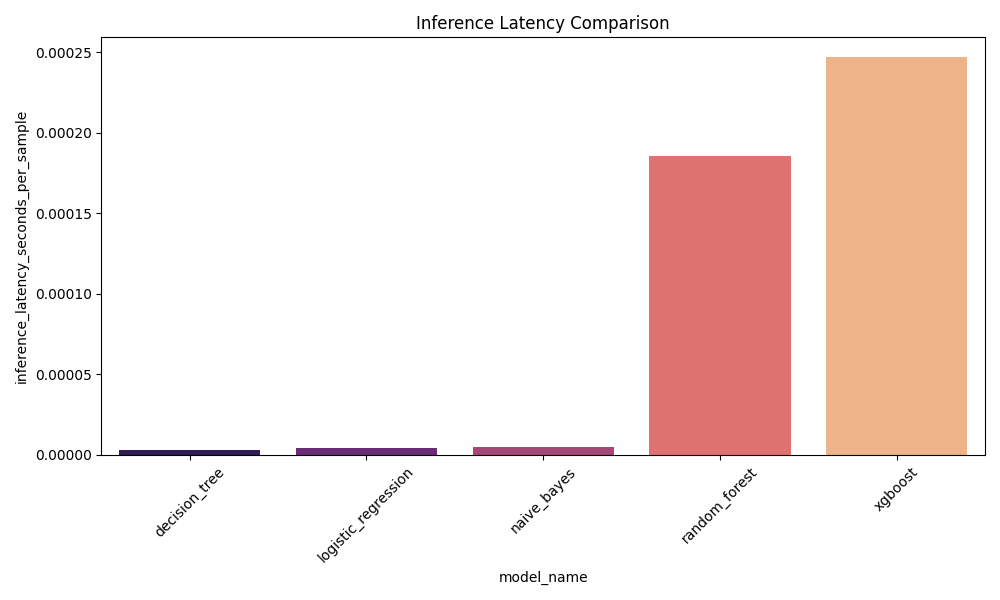 Inference Latency Comparison
inference_latency_seconds_per_sample
0.00025
0.00020
0.00015
0.00010
0.00005
0.00000
decision_tree
logistic_regression
naive_bayes
random_forest
xgboost
model_name